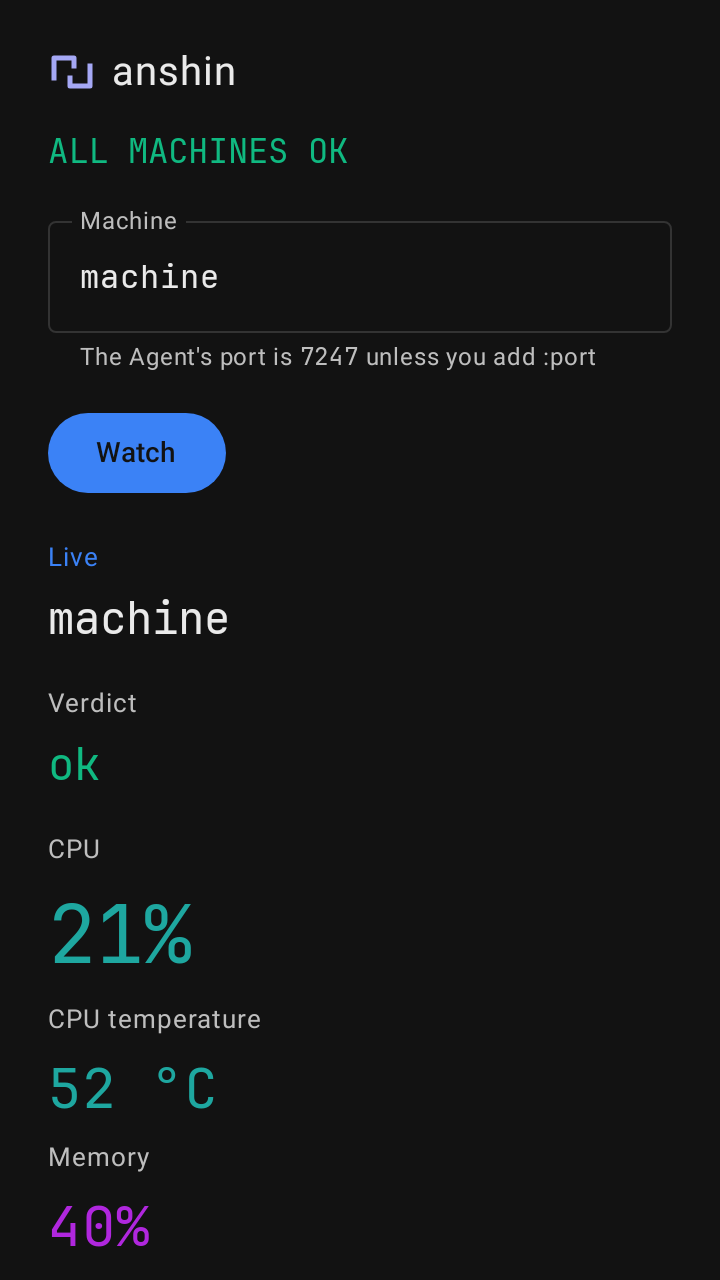 anshin
ALL MACHINES OK
Machine
machine
The Agent's port is 7247 unless you add :port
Watch
Live
machine
Verdict
ok
CPU
21%
CPU temperature
52 °C
Memory
40%